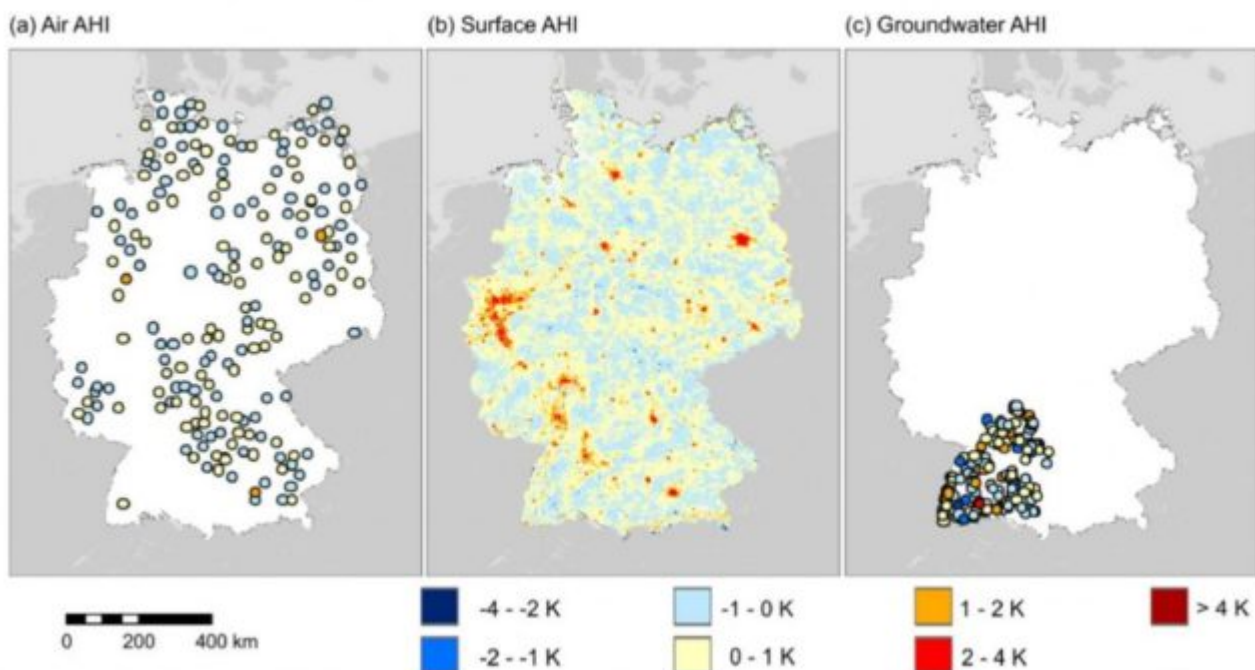 (a) Air AHI (b) Surface AHI (c) Groundwater AHI
-4 - -2 K -1 - 0 K 1 - 2 K > 4 K
0 200 400 km
-2 - -1 K 0 - 1 K 2 - 4 K